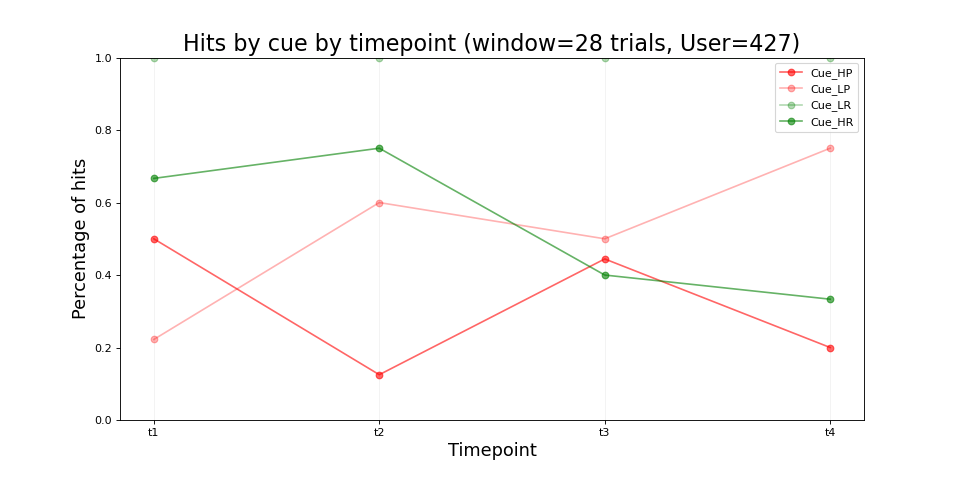 Hits by cue by timepoint (window=28 trials, User=427)
1.0
0.8
0.6
0.4
0.2
0.0
Percentage of hits
Cue_HP
Cue_LP
Cue_LR
Cue_HR
t1
t2
t3
t4
Timepoint